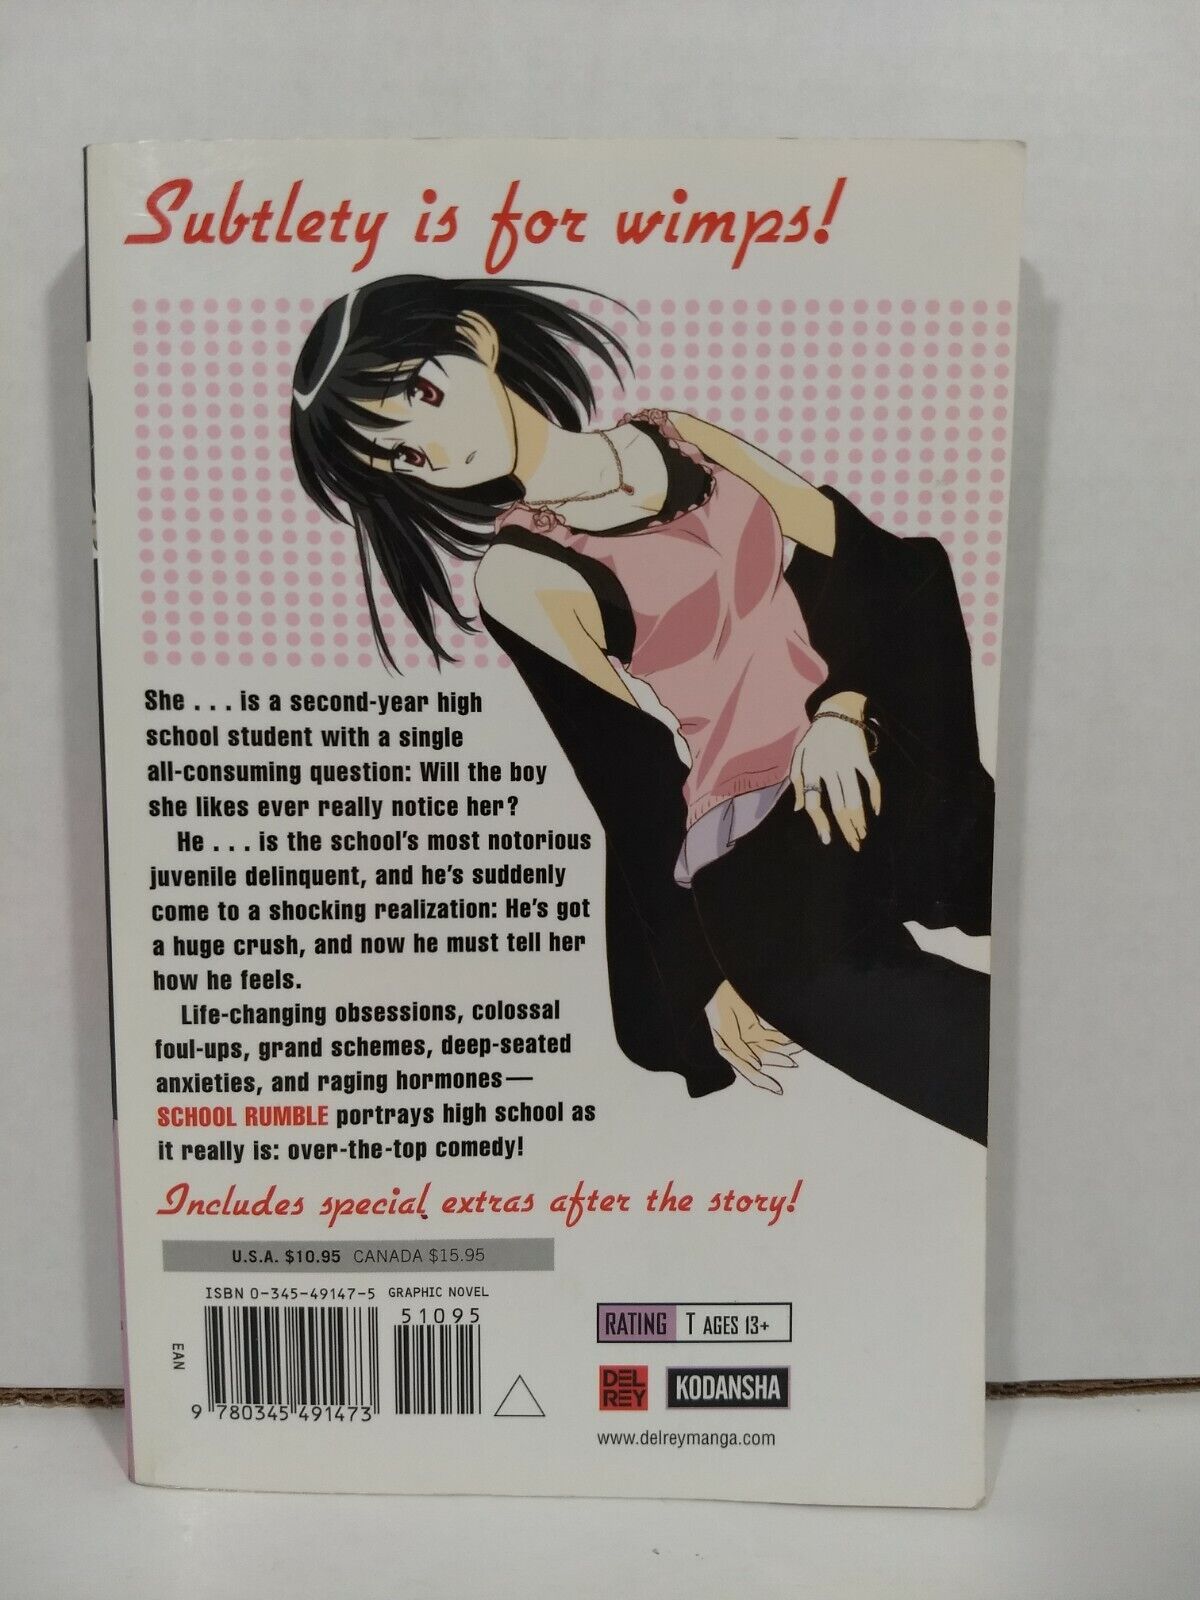 Subtlety is for wimps!
She . . . is a second-year high
school student with a single
all-consuming question: Will the boy
she likes ever really notice her?
He . . . is the school's most notorious
juvenile delinquent, and he's suddenly
come to a shocking realization: He's got
a huge crush, and now he must tell her
how he feels.
Life-changing obsessions, colossal
foul-ups, grand schemes, deep-seated
anxieties, and raging hormones—
SCHOOL RUMBLE portrays high school as
it really is: over-the-top comedy!
Includes special extras after the story!
U.S.A. $10.95 CANADA $15.95
ISBN 0-345-49147-5 GRAPHIC NOVEL
51095
EAN
9 780345 491473
RATING T AGES 13+
DEL
REY
KODANSHA
www.delreymanga.com